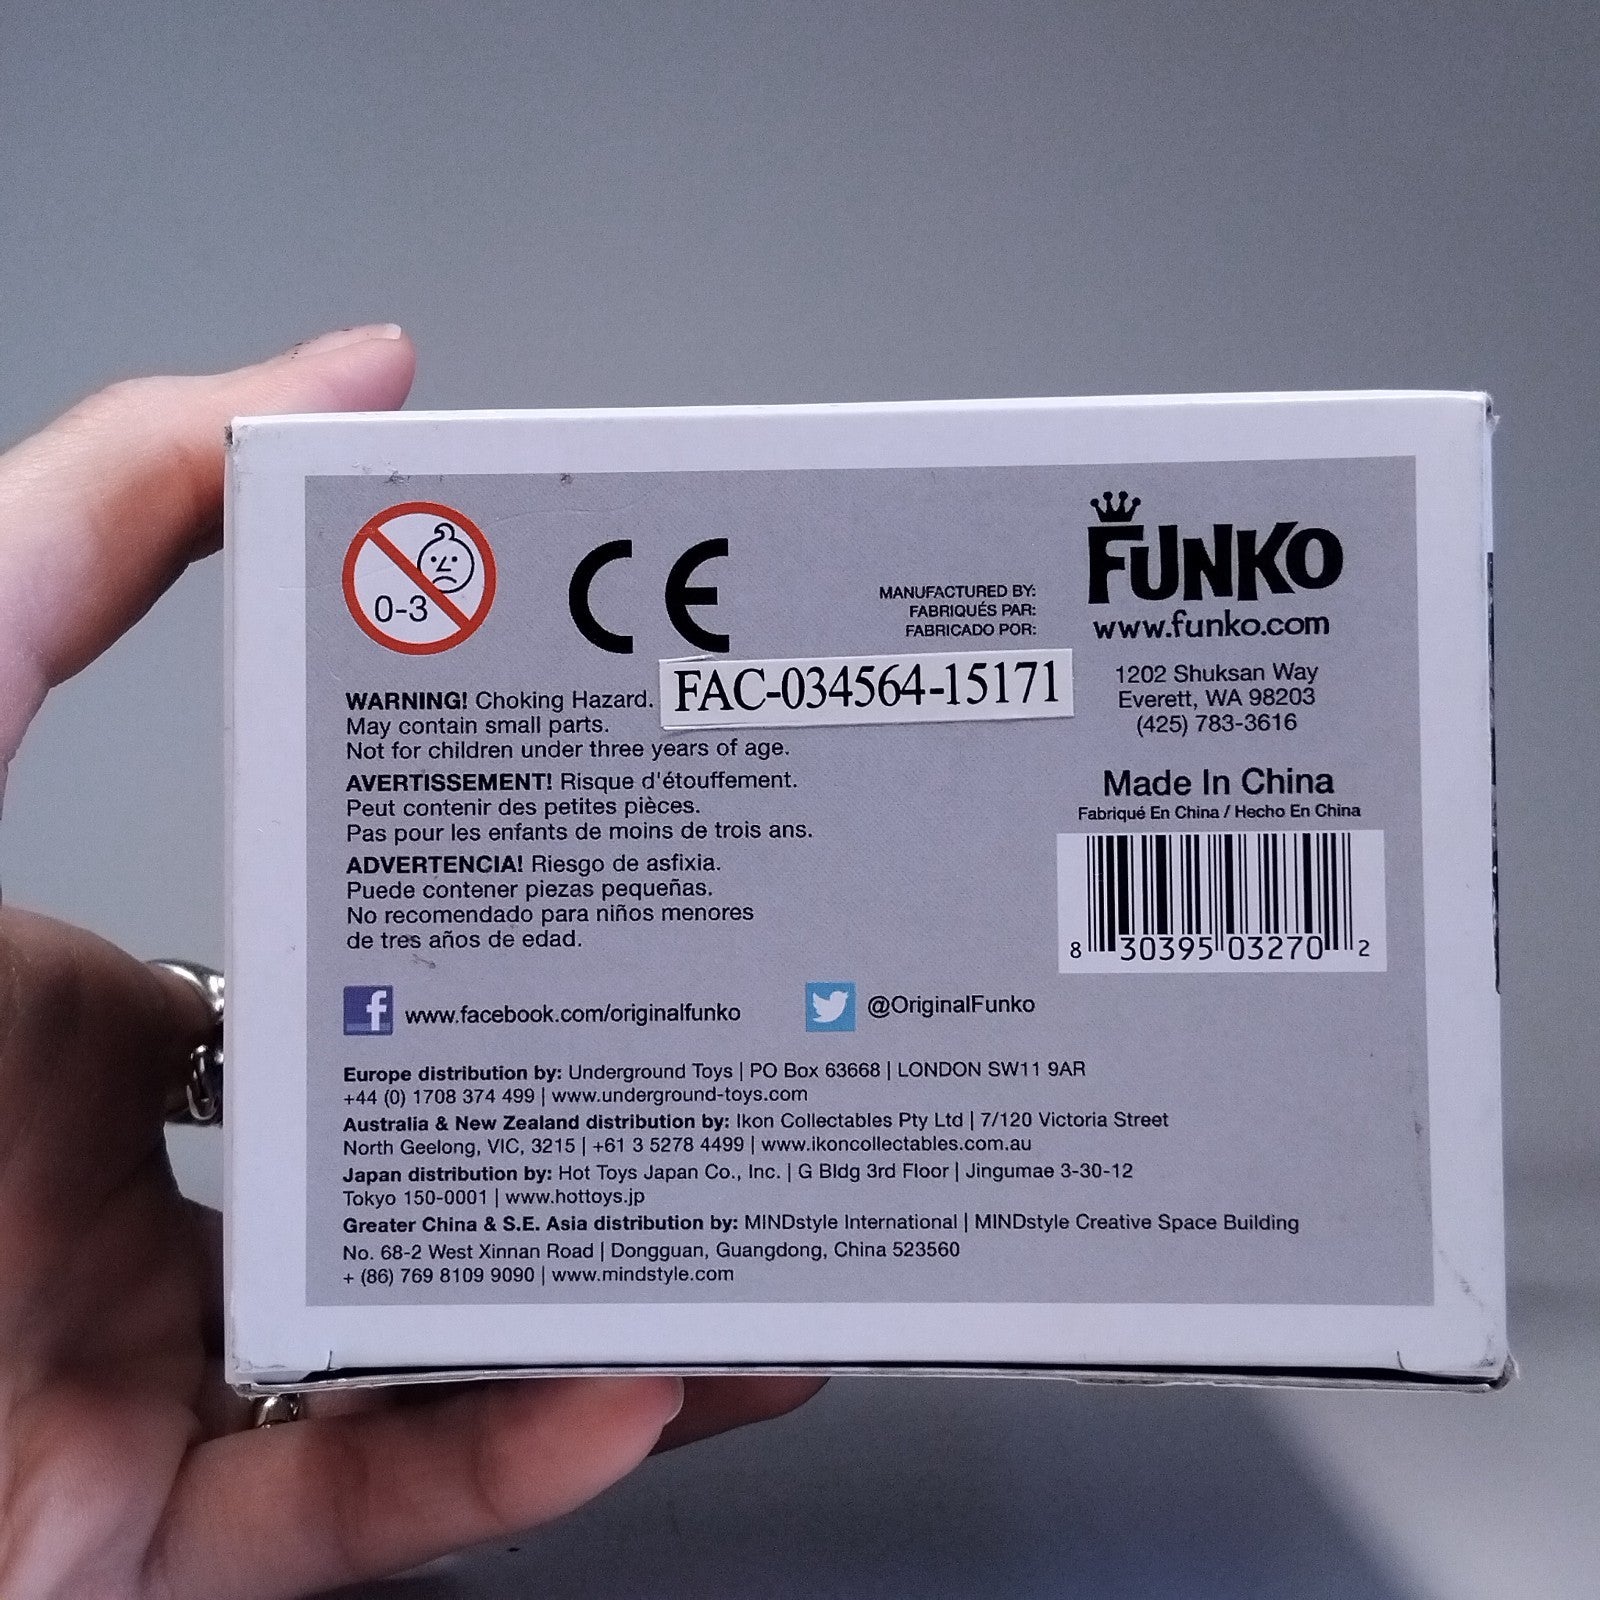 0-3
CE
MANUFACTURED BY:
FABRIQUÉS PAR:
FABRICADO POR:
FUNKO
www.funko.com
1202 Shuksan Way
Everett, WA 98203
(425) 783-3616
FAC-034564-15171
WARNING! Choking Hazard.
May contain small parts.
Not for children under three years of age.
AVERTISSEMENT! Risque d'étouffement.
Peut contenir des petites pièces.
Pas pour les enfants de moins de trois ans.
ADVERTENCIA! Riesgo de asfixia.
Puede contener piezas pequeñas.
No recomendado para niños menores
de tres años de edad.
Made In China
Fabriqué En China / Hecho En China
8 30395 03270 2
f www.facebook.com/originalfunko
@OriginalFunko
Europe distribution by: Underground Toys | PO Box 63668 | LONDON SW11 9AR
+44 (0) 1708 374 499 | www.underground-toys.com
Australia & New Zealand distribution by: Ikon Collectables Pty Ltd | 7/120 Victoria Street
North Geelong, VIC, 3215 | +61 3 5278 4499 | www.ikoncollectables.com.au
Japan distribution by: Hot Toys Japan Co., Inc. | G Bldg 3rd Floor | Jingumae 3-30-12
Tokyo 150-0001 | www.hottoys.jp
Greater China & S.E. Asia distribution by: MINDstyle International | MINDstyle Creative Space Building
No. 68-2 West Xinnan Road | Dongguan, Guangdong, China 523560
+ (86) 769 8109 9090 | www.mindstyle.com